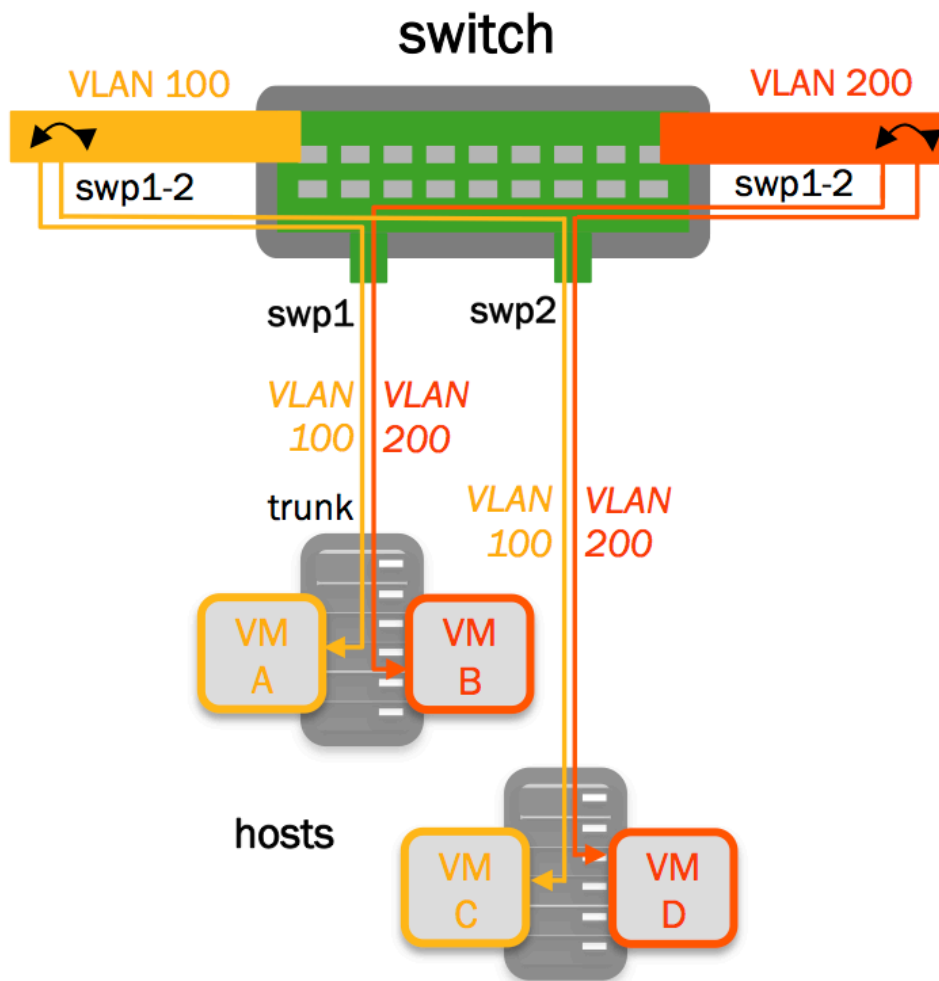 switch
VLAN 100
VLAN 200
swp1-2
swp1-2
swp1
swp2
VLAN
100
VLAN
200
trunk
VLAN
100
VLAN
200
VM
A
VM
B
hosts
VM
C
VM
D